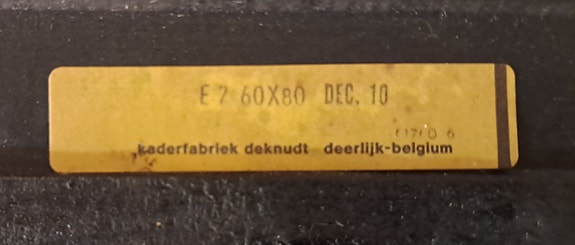 E 7 60X80 DEC. 10
kaderfabriek deknudt deerlijk-belgium